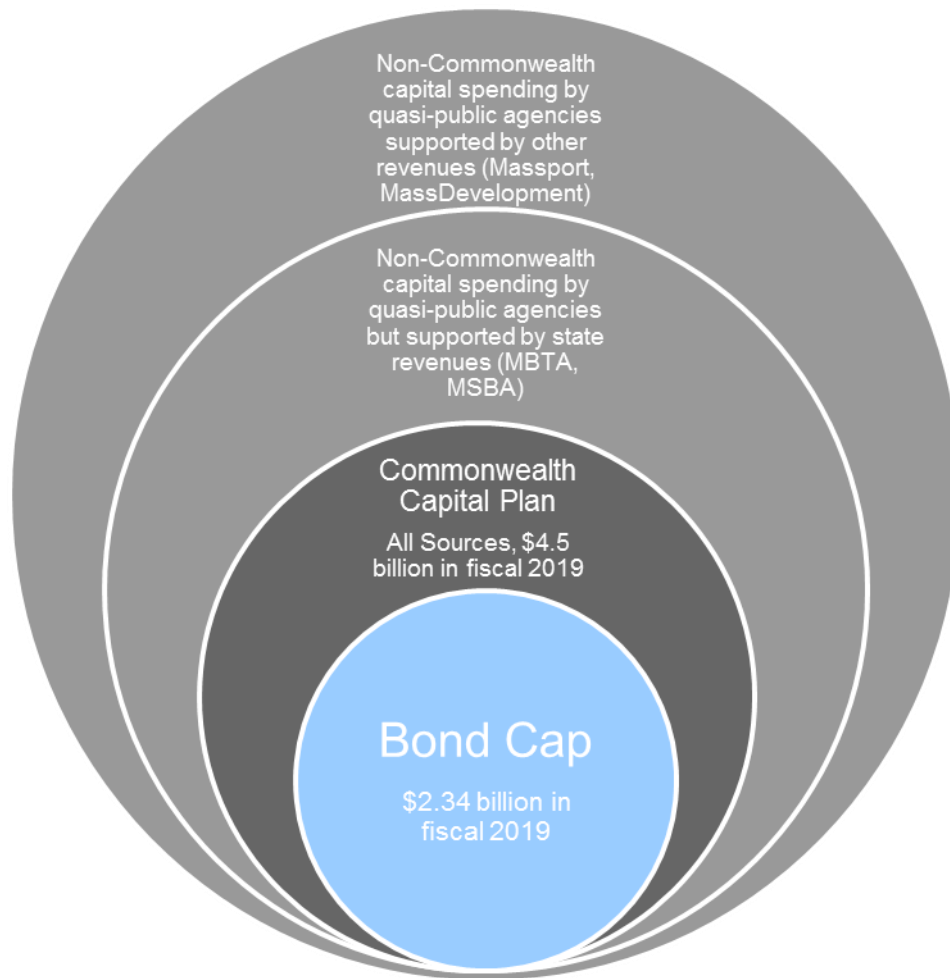 Non-Commonwealth
capital spending by
quasi-public agencies
supported by other
revenues (Massport,
MassDevelopment)
Non-Commonwealth
capital spending by
quasi-public agencies
but supported by state
revenues (MBTA,
MSBA)
Commonwealth
Capital Plan
All Sources, $4.5
billion in fiscal 2019
Bond Cap
$2.34 billion in
fiscal 2019